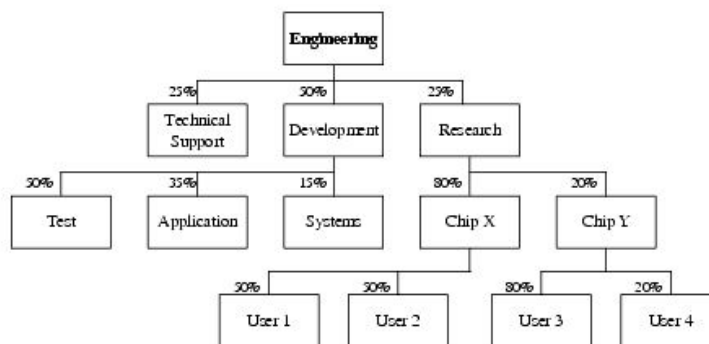 Engineering
25%
50%
25%
Technical
Support
Development
Research
50%
35%
15%
80%
20%
Test
Application
Systems
Chip X
Chip Y
50%
50%
80%
20%
User 1
User 2
User 3
User 4